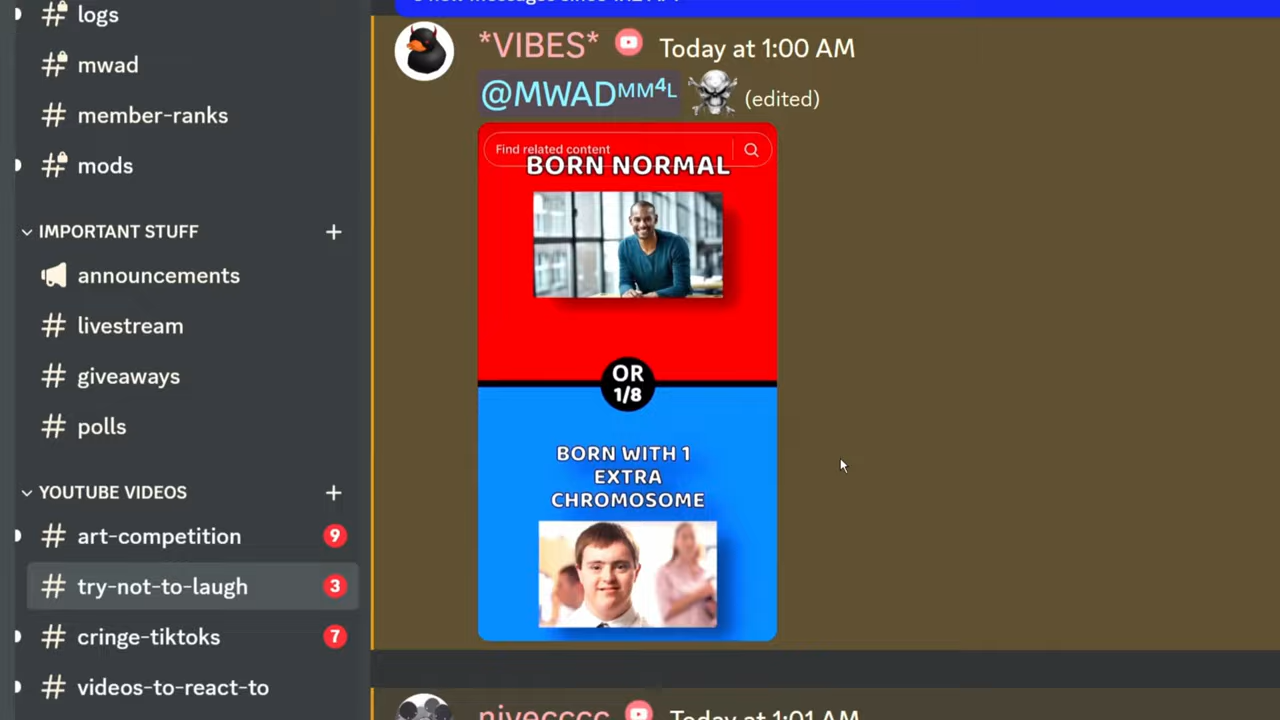 logs
mwad
member-ranks
mods
IMPORTANT STUFF
announcements
livestream
giveaways
polls
YOUTUBE VIDEOS
art-competition 9
try-not-to-laugh 3
cringe-tiktoks 7
videos-to-react-to
*VIBES* Today at 1:00 AM
@MWADᴹᴹ⁴ᴸ (edited)
Find related content
BORN NORMAL
OR
1/8
BORN WITH 1
EXTRA
CHROMOSOME
nivecccc Today at 1:01 AM